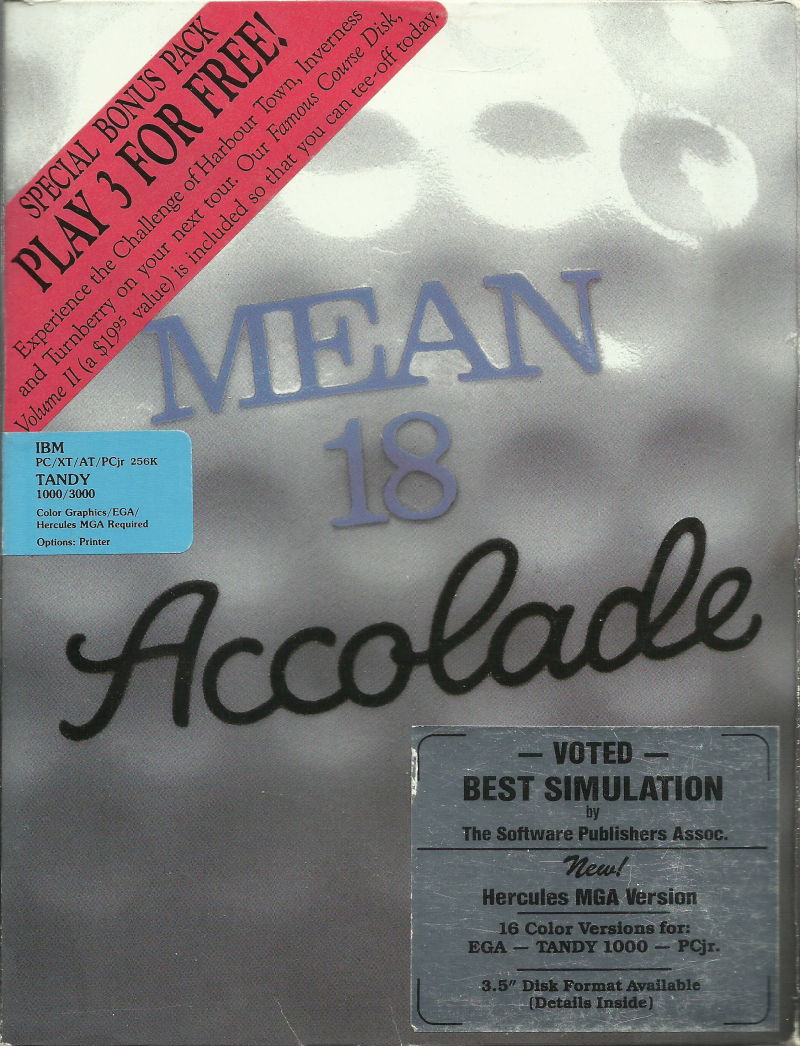 SPECIAL BONUS PACK
PLAY 3 FOR FREE!
Experience the Challenge of Harbour Town, Inverness
and Turnberry on your next tour. Our Famous Course Disk,
Volume II (a $19⁹⁵ value) is included so that you can tee-off today.
MEAN
18
IBM
PC/XT/AT/PCjr 256K
TANDY
1000/3000
Color Graphics/EGA/
Hercules MGA Required
Options: Printer
Accolade
— VOTED —
BEST SIMULATION
by
The Software Publishers Assoc.
New!
Hercules MGA Version
16 Color Versions for:
EGA — TANDY 1000 — PCjr.
3.5" Disk Format Available
(Details Inside)